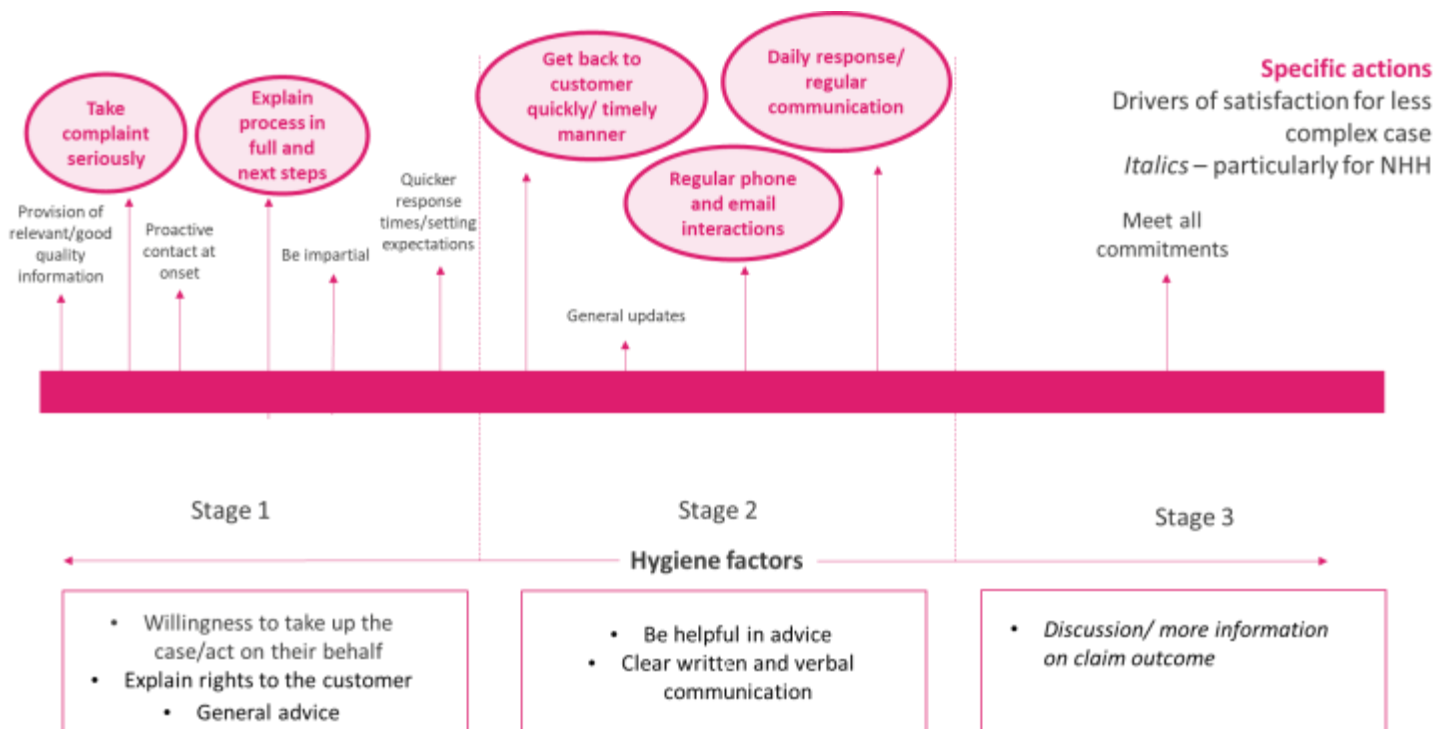 Take
complaint
seriously
Explain
process in
full and
next steps
Get back to
customer
quickly/ timely
manner
Daily response/
regular
communication
Specific actions
Drivers of satisfaction for less
complex case
Italics – particularly for NHH
Provision of
relevant/good
quality
information
Proactive
contact at
onset
Be impartial
Quicker
response
times/setting
expectations
General updates
Regular phone
and email
interactions
Meet all
commitments
Stage 1
Stage 2
Stage 3
Hygiene factors
• Willingness to take up the
case/act on their behalf
• Explain rights to the customer
• General advice
• Be helpful in advice
• Clear written and verbal
communication
• Discussion/ more information
on claim outcome